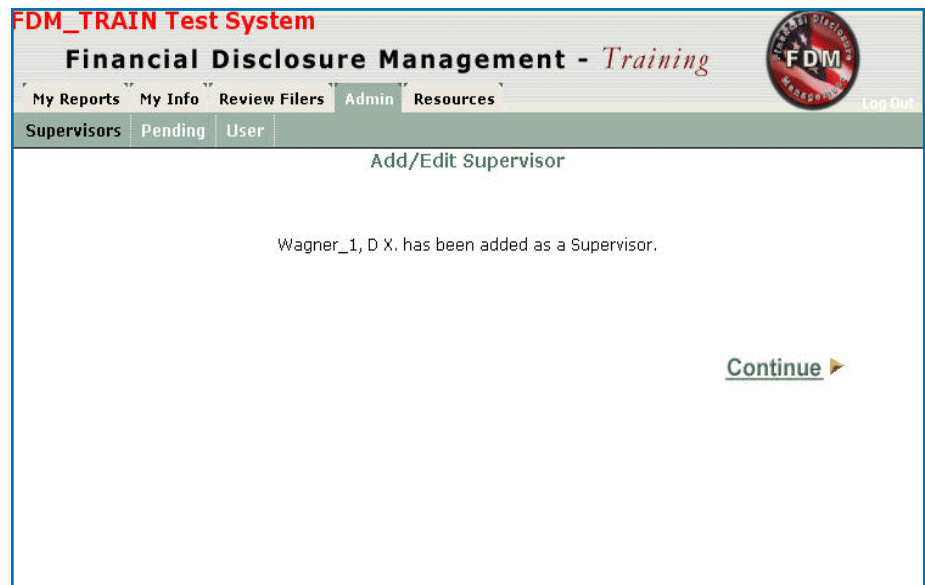 FDM_TRAIN Test System
Financial Disclosure Management - Training
FDM
My Reports My Info Review Filers Admin Resources
Log Out
Supervisors Pending User
Add/Edit Supervisor
Wagner_1, D X. has been added as a Supervisor.
Continue